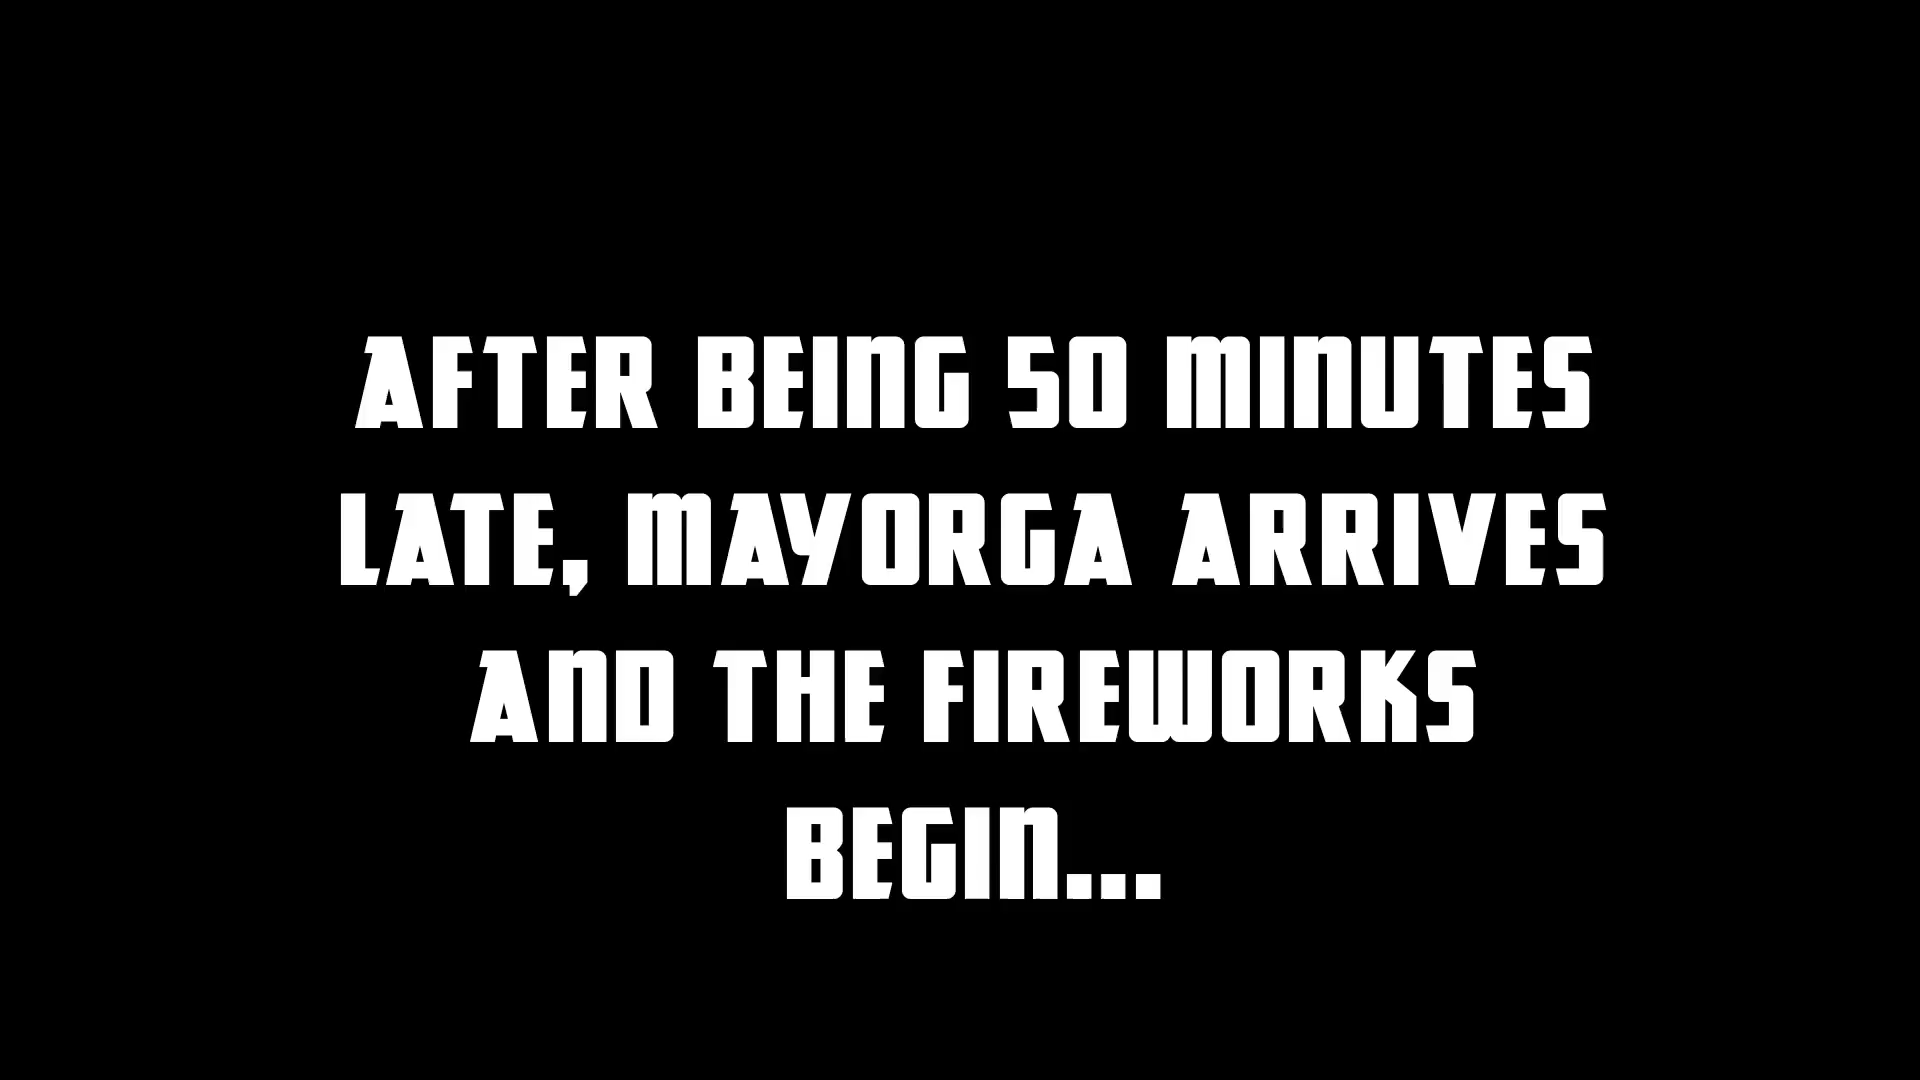 AFTER BEING 50 MINUTES
LATE, MAYORGA ARRIVES
AND THE FIREWORKS
BEGIN...